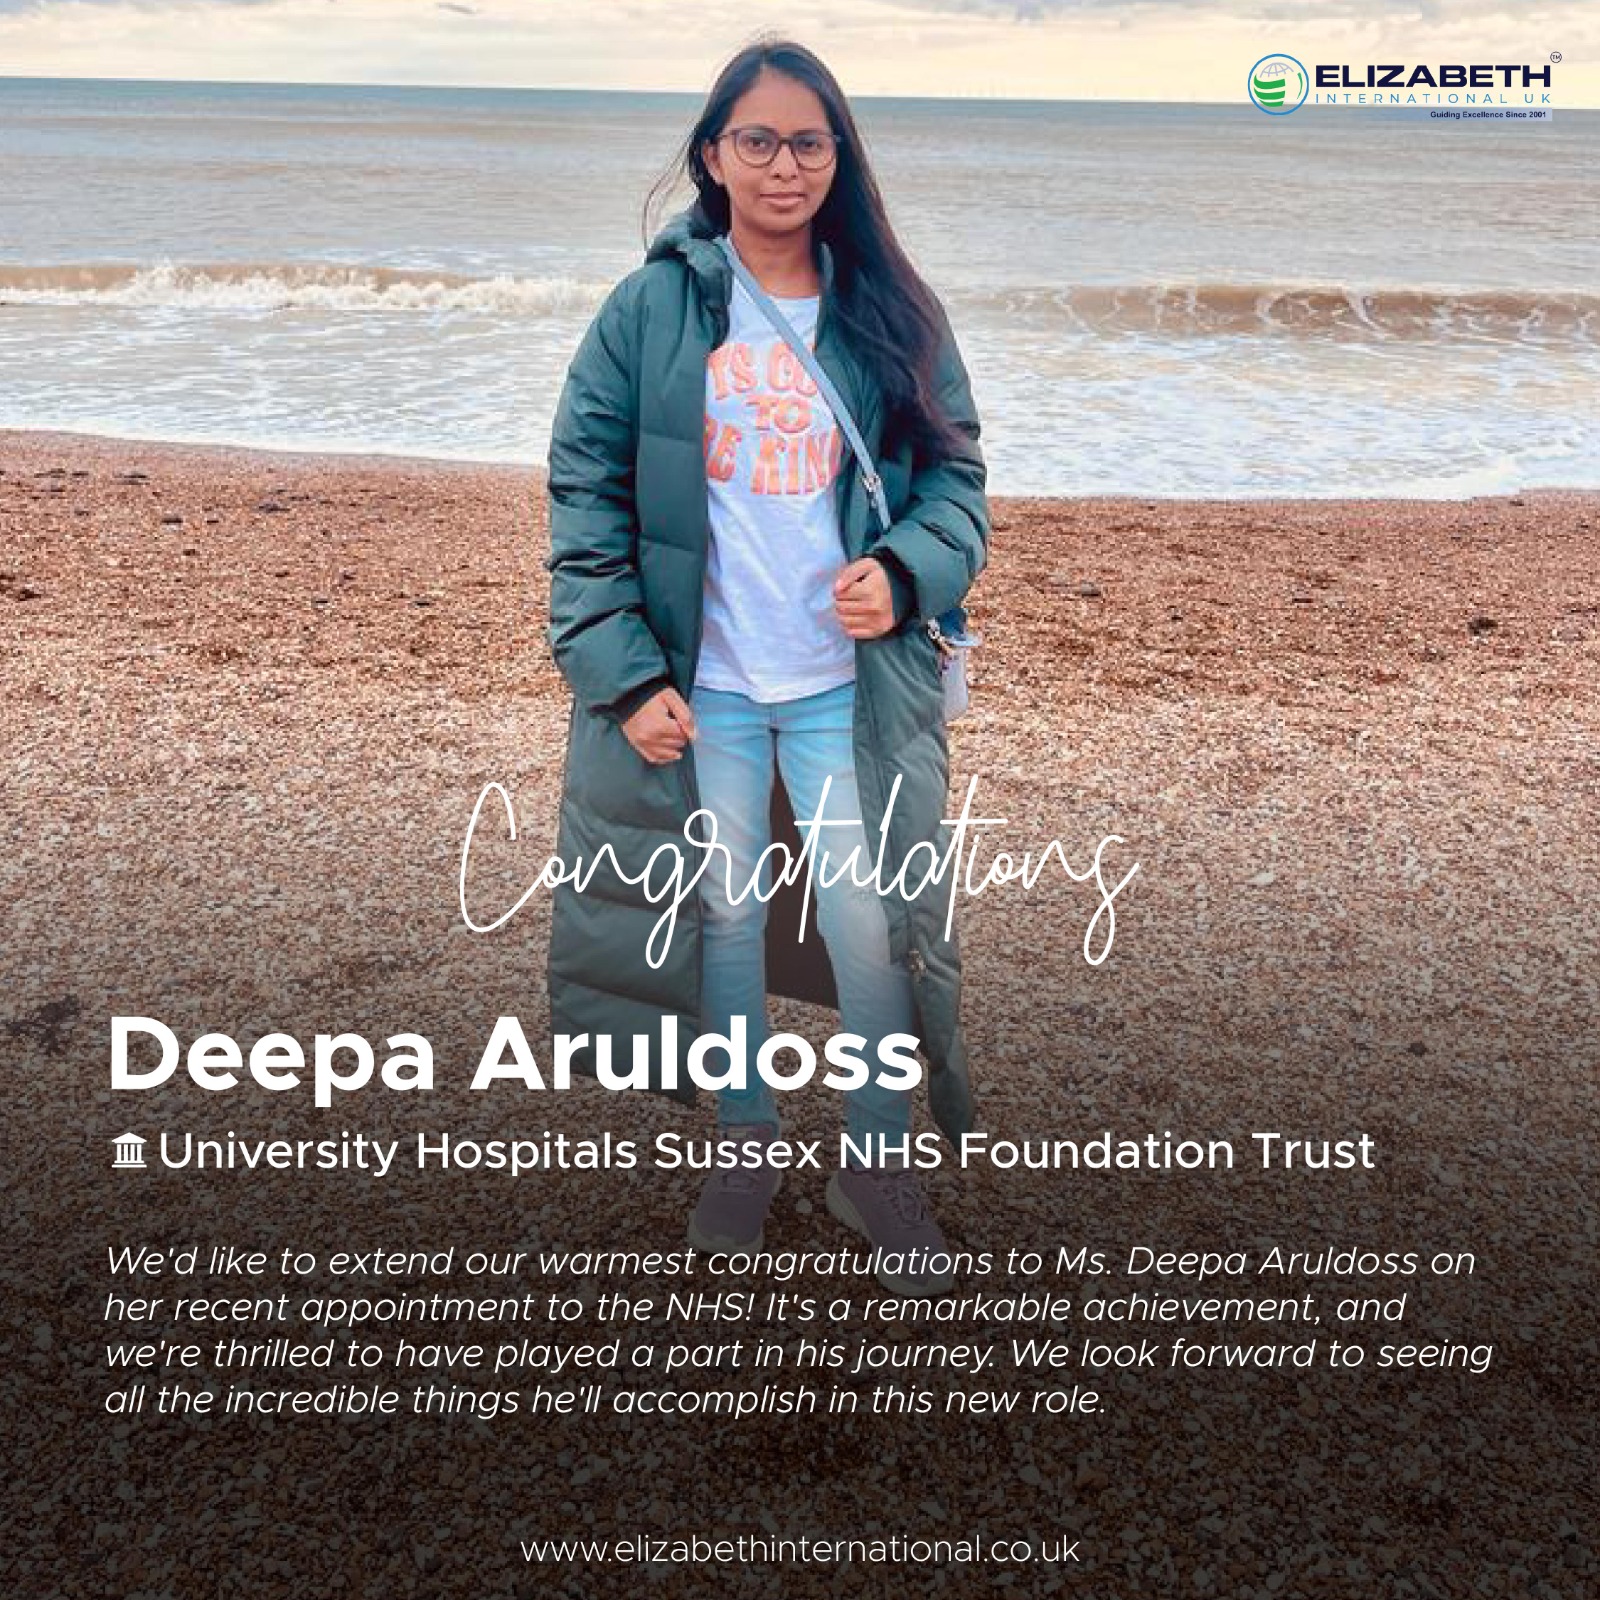 ELIZABETH TM
INTERNATIONAL UK
Guiding Excellence Since 2001
TO
Congratulations
Deepa Aruldoss
University Hospitals Sussex NHS Foundation Trust
We'd like to extend our warmest congratulations to Ms. Deepa Aruldoss on
her recent appointment to the NHS! It's a remarkable achievement, and
we're thrilled to have played a part in his journey. We look forward to seeing
all the incredible things he'll accomplish in this new role.
www.elizabethinternational.co.uk